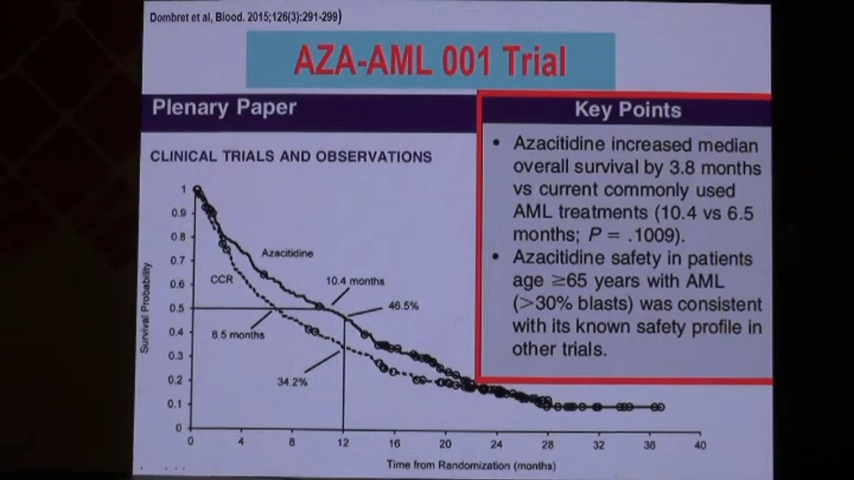 Dombret et al, Blood. 2015;126(3):291-299)
AZA-AML 001 Trial
Plenary Paper
CLINICAL TRIALS AND OBSERVATIONS
Key Points
• Azacitidine increased median
overall survival by 3.8 months
vs current commonly used
AML treatments (10.4 vs 6.5
months; P = .1009).
• Azacitidine safety in patients
age ≥65 years with AML
(>30% blasts) was consistent
with its known safety profile in
other trials.
Survival Probability
1
0.9
0.8
0.7
0.6
0.5
0.4
0.3
0.2
0.1
0
Azacitidine
CCR
10.4 months
46.5%
6.5 months
34.2%
0 4 8 12 16 20 24 28 32 36 40
Time from Randomization (months)